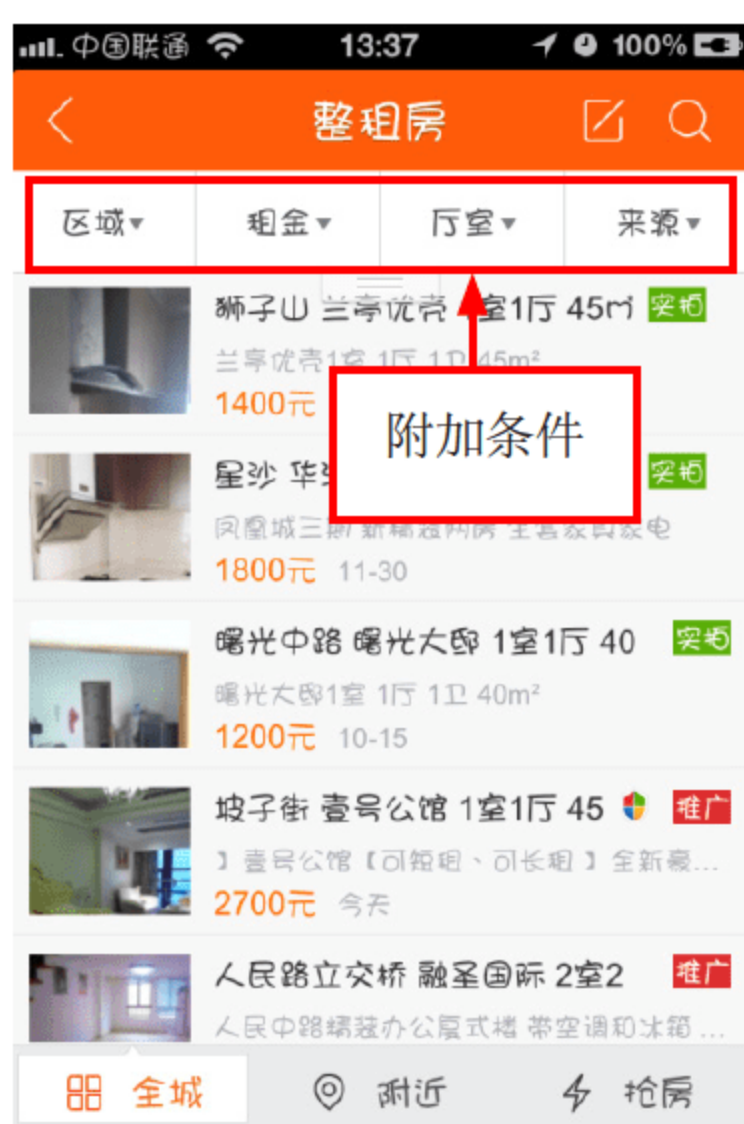 中国联通 13:37 100%
整租房
区域▾ 租金▾ 厅室▾ 来源▾
狮子山 兰亭优壳 室1厅 45㎡ 实拍
兰亭优壳1室 1厅 1卫 45m²
1400元
附加条件
星沙 华 实拍
凤凰城三期 新精装两房 全套家具家电
1800元 11-30
曙光中路 曙光大邸 1室1厅 40 实拍
曙光大邸1室 1厅 1卫 40m²
1200元 10-15
坡子街 壹号公馆 1室1厅 45 推广
】壹号公馆【可短租、可长租】全新豪...
2700元 今天
人民路立交桥 融圣国际 2室2 推广
人民中路精装办公复式楼 带空调和冰箱 ...
全城 附近 抢房